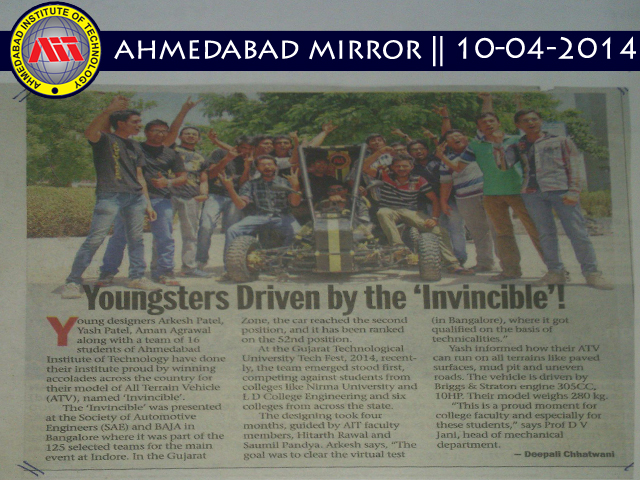 AHMEDABAD INSTITUTE OF TECHNOLOGY
AIT
AHMEDABAD
AHMEDABAD MIRROR || 10-04-2014
Youngsters Driven by the ‘Invincible’!
Young designers Arkesh Patel,
Yash Patel, Aman Agrawal
along with a team of 16
students of Ahmedabad
Institute of Technology have done
their institute proud by winning
accolades across the country for
their model of All Terrain Vehicle
(ATV), named ‘Invincible’.
The ‘Invincible’ was presented
at the Society of Automotive
Engineers (SAE) and BAJA in
Bangalore where it was part of the
125 selected teams for the main
event at Indore. In the Gujarat
Zone, the car reached the second
position, and it has been ranked
on the 52nd position.
At the Gujarat Technological
University Tech Fest, 2014, recent-
ly, the team emerged stood first,
competing against students from
colleges like Nirma University and
L D College Engineering and six
colleges from across the state.
The designing took four
months, guided by AIT faculty
members, Hitarth Rawal and
Saumil Pandya. Arkesh says, “The
goal was to clear the virtual test
(in Bangalore), where it got
qualified on the basis of
technicalities.”
Yash informed how their ATV
can run on all terrains like paved
surfaces, mud pit and uneven
roads. The vehicle is driven by
Briggs & Straton engine 305CC,
10HP. Their model weighs 280 kg.
“This is a proud moment for
college faculty and especially for
these students,” says Prof D V
Jani, head of mechanical
department.
— Deepali Chhatwani